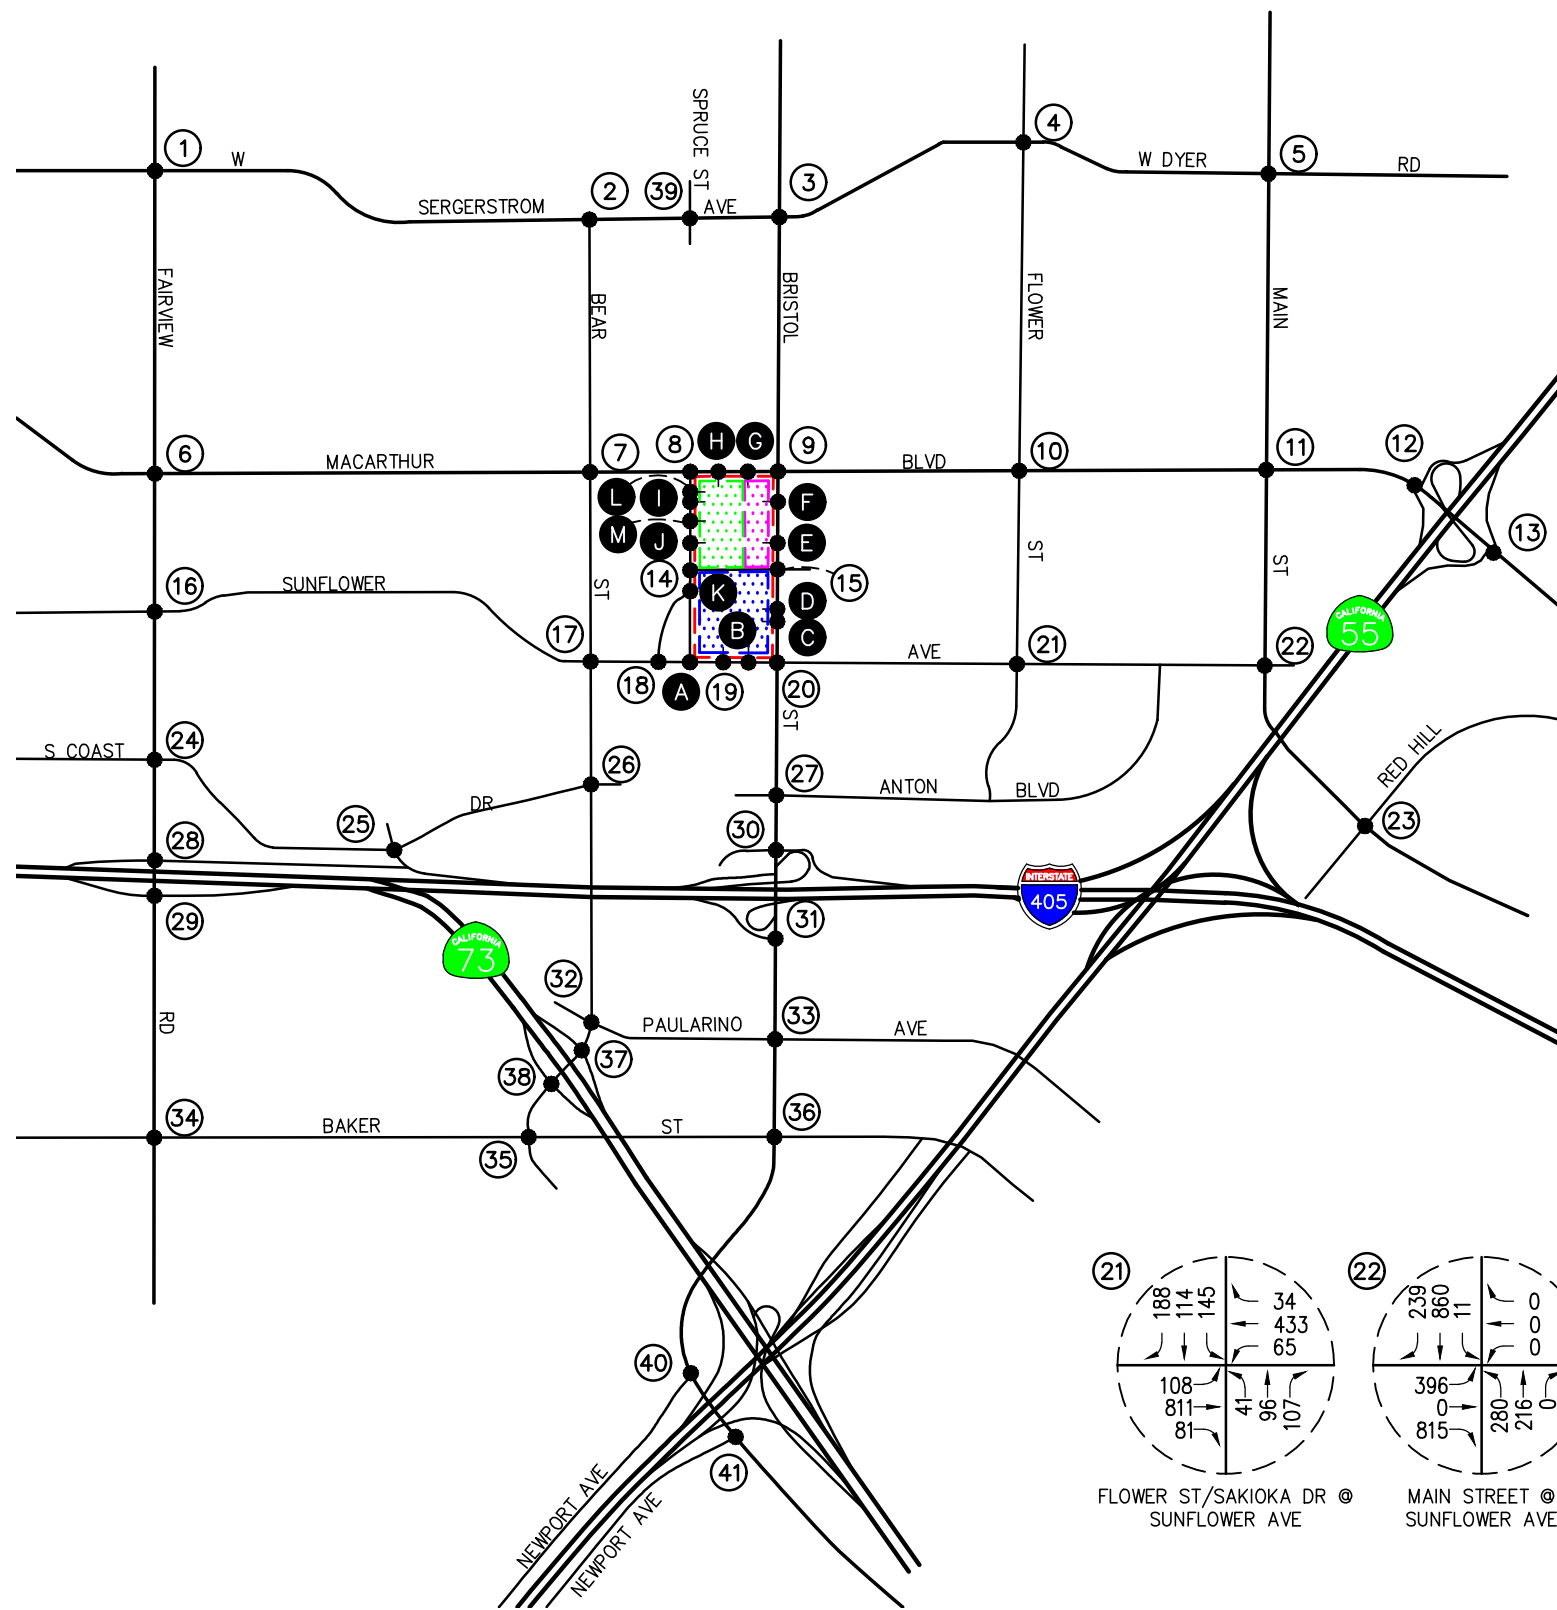 SPRUCE ST
1
W
4
W DYER
5
RD
2
39
3
SERGERSTROM
AVE
FAIRVIEW
BEAR
BRISTOL
FLOWER
MAIN
6
MACARTHUR
7
8
H
G
9
BLVD
10
11
12
L
I
F
M
J
E
13
16
SUNFLOWER
ST
14
K
15
ST
ST
D
CALIFORNIA
55
17
B
C
AVE
21
22
18
A
19
20
ST
24
S COAST
26
27
ANTON
BLVD
RED HILL
DR
25
30
23
28
INTERSTATE
405
29
31
CALIFORNIA
73
32
RD
PAULARINO
33
AVE
37
38
34
BAKER
ST
36
35
21
188
114
145
34
433
65
108
811
81
41
96
107
FLOWER ST/SAKIOKA DR @
SUNFLOWER AVE
22
239
860
11
0
0
0
396
0
815
280
216
0
MAIN STREET @
SUNFLOWER AVE
40
41
NEWPORT AVE
NEWPORT AVE